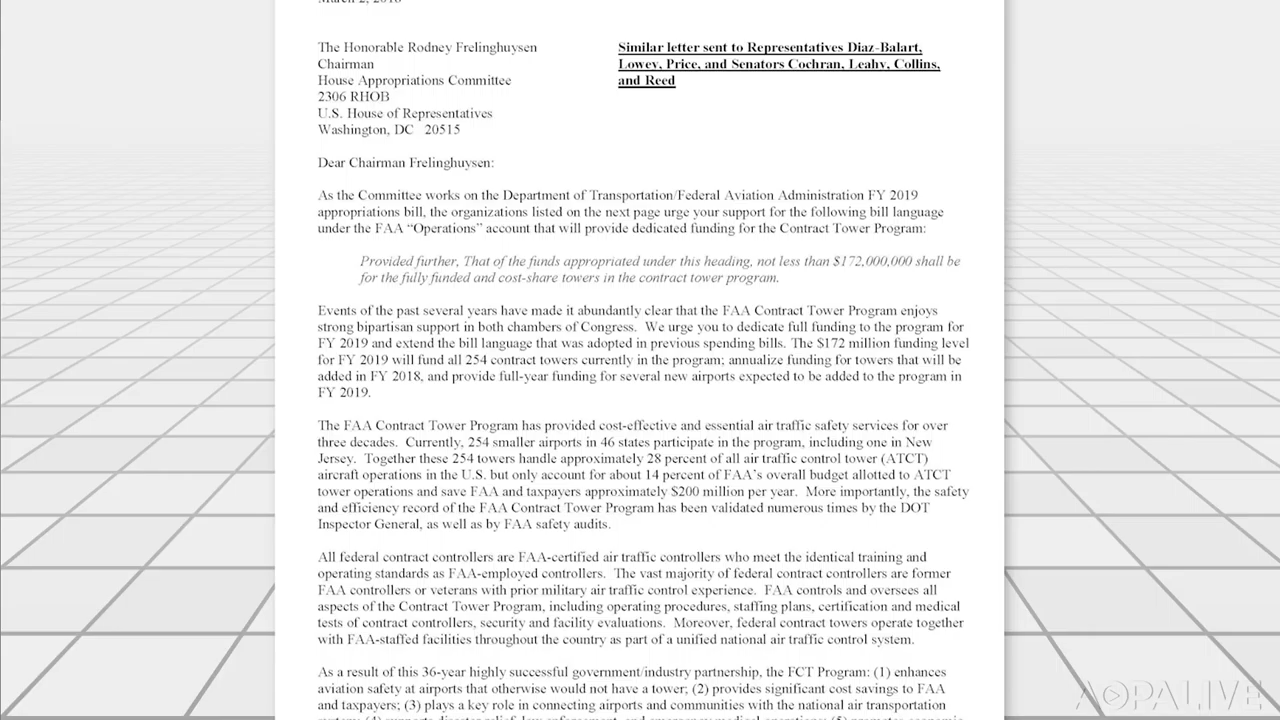 March 2, 2018
The Honorable Rodney Frelinghuysen
Chairman
House Appropriations Committee
2306 RHOB
U.S. House of Representatives
Washington, DC 20515
Similar letter sent to Representatives Diaz-Balart,
Lowey, Price, and Senators Cochran, Leahy, Collins,
and Reed
Dear Chairman Frelinghuysen:
As the Committee works on the Department of Transportation/Federal Aviation Administration FY 2019
appropriations bill, the organizations listed on the next page urge your support for the following bill language
under the FAA “Operations” account that will provide dedicated funding for the Contract Tower Program:
Provided further, That of the funds appropriated under this heading, not less than $172,000,000 shall be
for the fully funded and cost-share towers in the contract tower program.
Events of the past several years have made it abundantly clear that the FAA Contract Tower Program enjoys
strong bipartisan support in both chambers of Congress. We urge you to dedicate full funding to the program for
FY 2019 and extend the bill language that was adopted in previous spending bills. The $172 million funding level
for FY 2019 will fund all 254 contract towers currently in the program; annualize funding for towers that will be
added in FY 2018, and provide full-year funding for several new airports expected to be added to the program in
FY 2019.
The FAA Contract Tower Program has provided cost-effective and essential air traffic safety services for over
three decades. Currently, 254 smaller airports in 46 states participate in the program, including one in New
Jersey. Together these 254 towers handle approximately 28 percent of all air traffic control tower (ATCT)
aircraft operations in the U.S. but only account for about 14 percent of FAA’s overall budget allotted to ATCT
tower operations and save FAA and taxpayers approximately $200 million per year. More importantly, the safety
and efficiency record of the FAA Contract Tower Program has been validated numerous times by the DOT
Inspector General, as well as by FAA safety audits.
All federal contract controllers are FAA-certified air traffic controllers who meet the identical training and
operating standards as FAA-employed controllers. The vast majority of federal contract controllers are former
FAA controllers or veterans with prior military air traffic control experience. FAA controls and oversees all
aspects of the Contract Tower Program, including operating procedures, staffing plans, certification and medical
tests of contract controllers, security and facility evaluations. Moreover, federal contract towers operate together
with FAA-staffed facilities throughout the country as part of a unified national air traffic control system.
As a result of this 36-year highly successful government/industry partnership, the FCT Program: (1) enhances
aviation safety at airports that otherwise would not have a tower; (2) provides significant cost savings to FAA
and taxpayers; (3) plays a key role in connecting airports and communities with the national air transportation
AOPALIVE